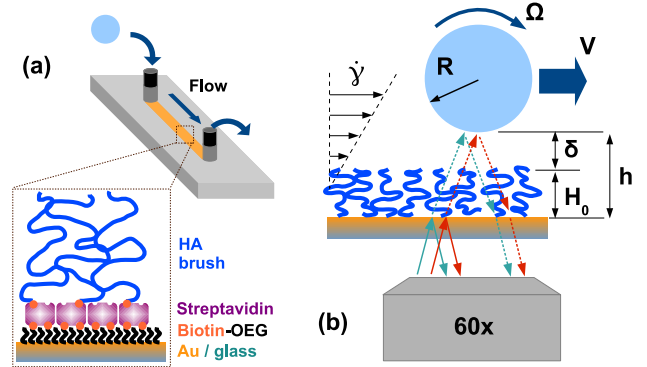 (a)
Flow
HA
brush
Streptavidin
Biotin-OEG
Au / glass
Ω
V
R
γ̇
δ
h
H₀
60x
(b)